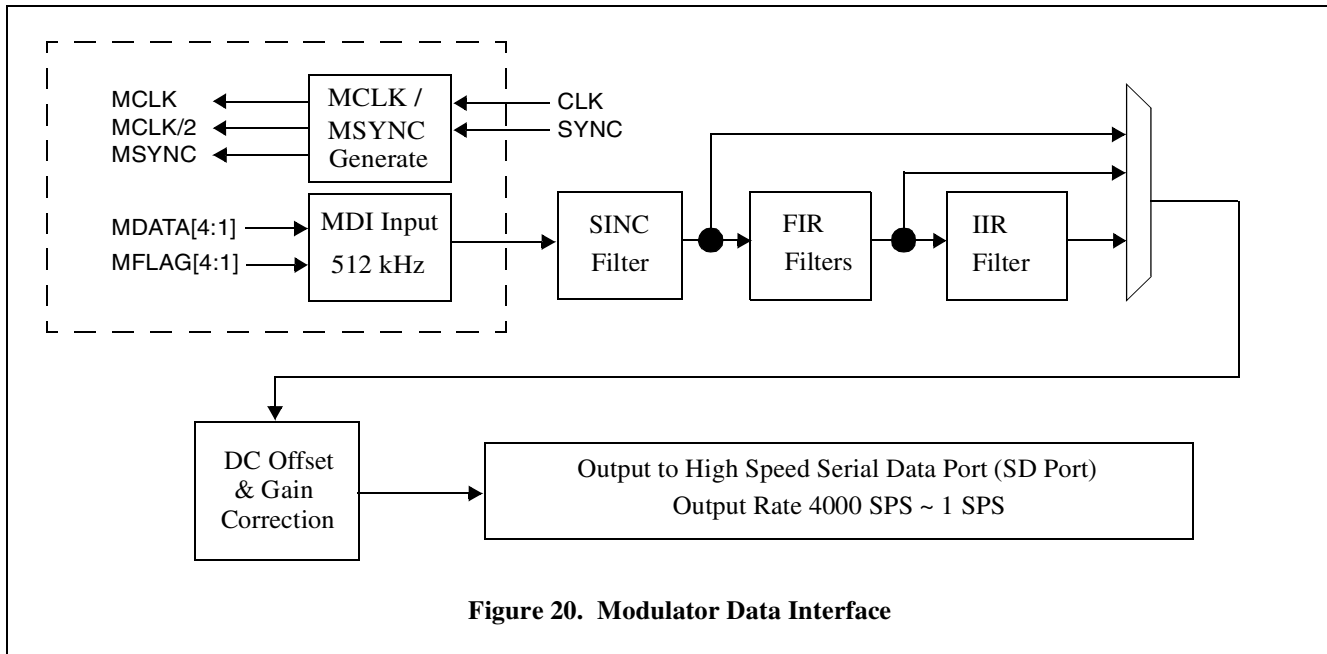 MCLK
MCLK/2
MSYNC
MCLK /
MSYNC
Generate
CLK
SYNC
MDATA[4:1]
MFLAG[4:1]
MDI Input
512 kHz
SINC
Filter
FIR
Filters
IIR
Filter
DC Offset
& Gain
Correction
Output to High Speed Serial Data Port (SD Port)
Output Rate 4000 SPS ~ 1 SPS
Figure 20. Modulator Data Interface